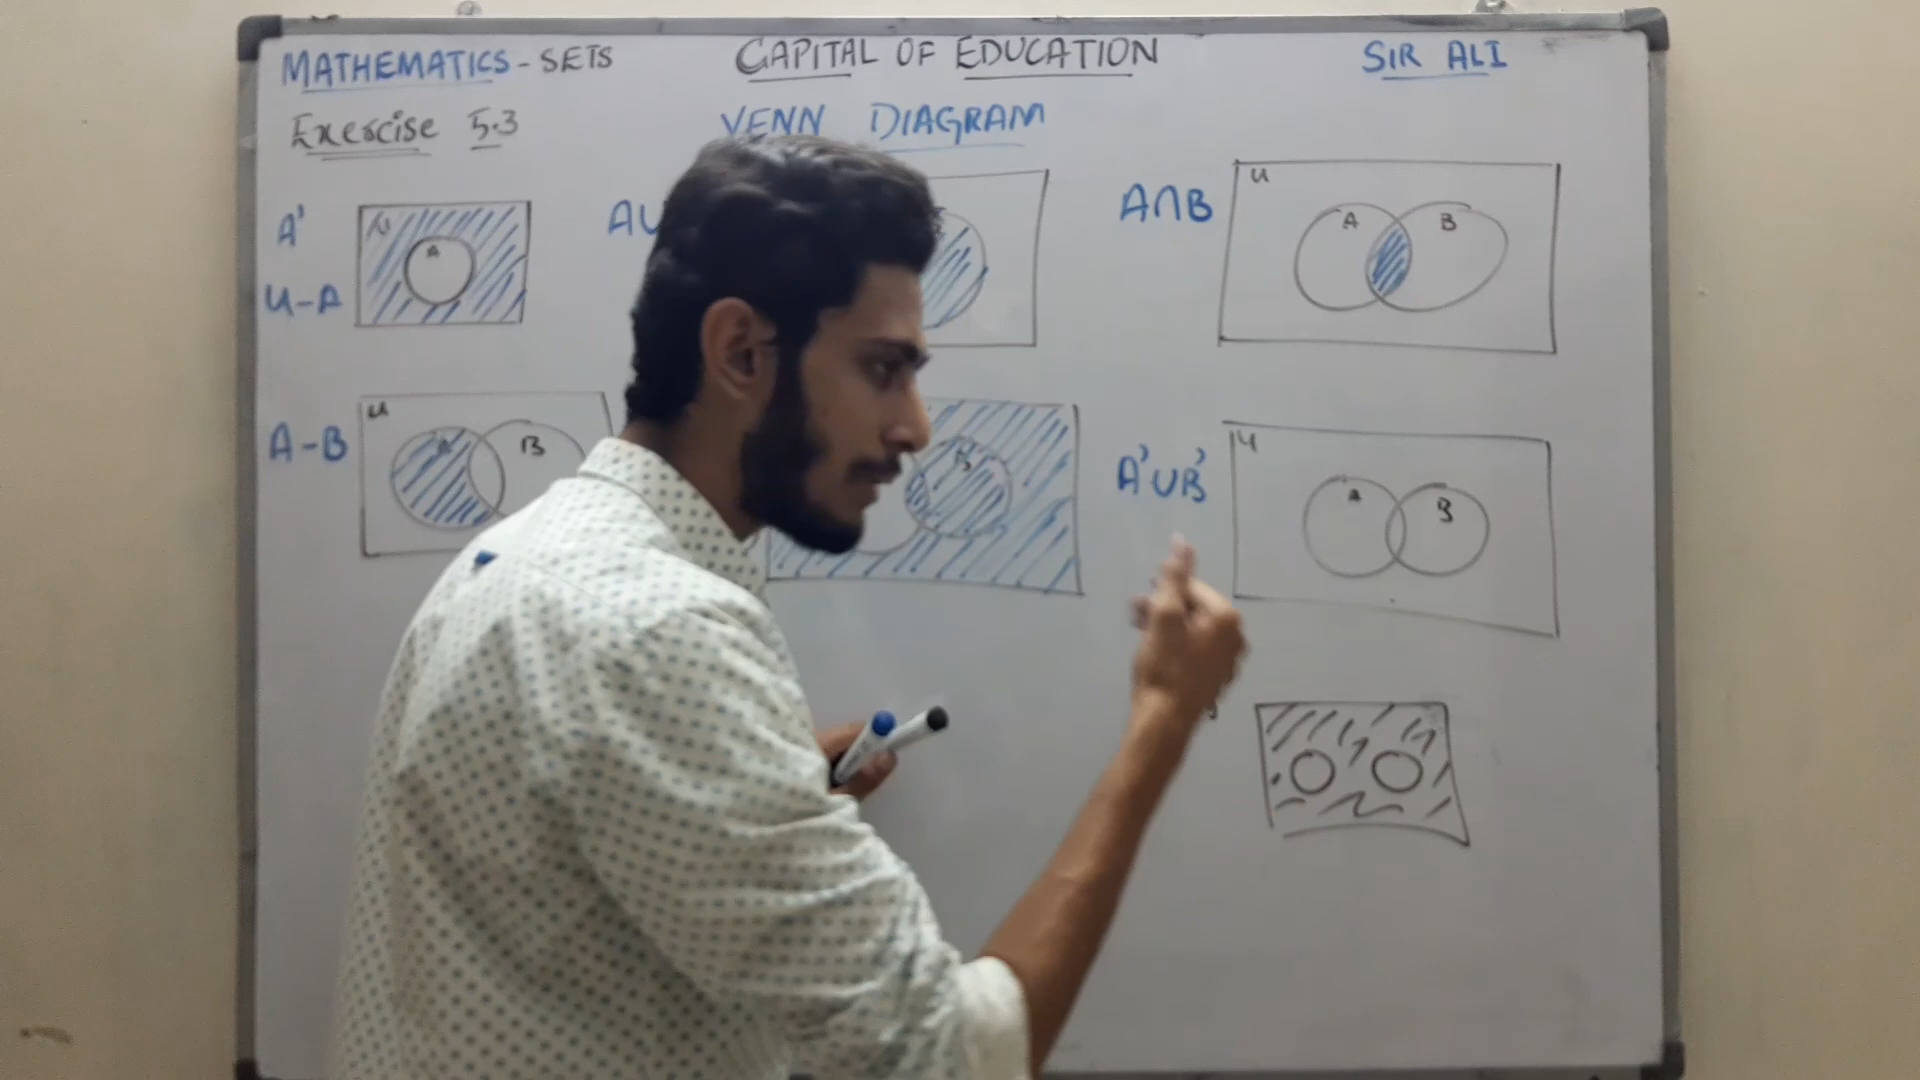 MATHEMATICS - SETS
CAPITAL OF EDUCATION
SIR ALI
Exercise 5.3
VENN DIAGRAM
A'
U-A
U
A
AU
A∩B
U
A
B
A-B
U
A
B
B
A'UB'
U
A
B